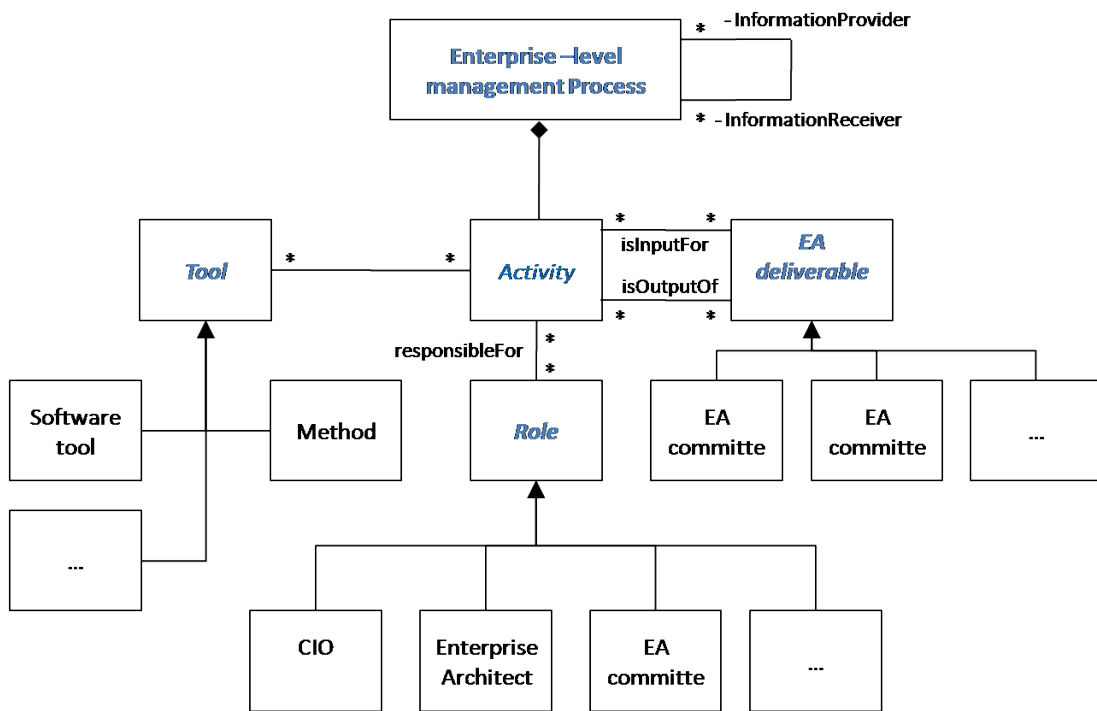 * - InformationProvider
Enterprise –level
management Process
* - InformationReceiver
Tool
* *
Activity
* *
isInputFor
isOutputOf
* *
EA
deliverable
responsibleFor
*
*
Software
tool
Method
...
Role
EA
committe
EA
committe
...
CIO
Enterprise
Architect
EA
committe
...